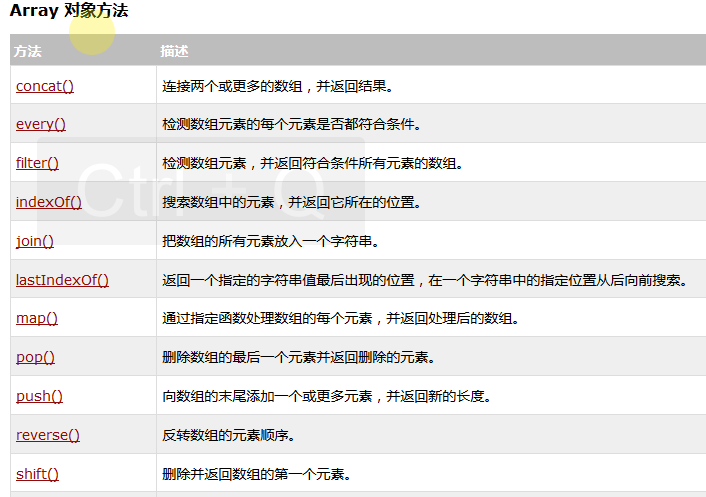 Array 对象方法
方法 描述
concat() 连接两个或更多的数组，并返回结果。
every() 检测数组元素的每个元素是否都符合条件。
filter() 检测数组元素，并返回符合条件所有元素的数组。
Ctrl + Q
indexOf() 搜索数组中的元素，并返回它所在的位置。
join() 把数组的所有元素放入一个字符串。
lastIndexOf() 返回一个指定的字符串值最后出现的位置，在一个字符串中的指定位置从后向前搜索。
map() 通过指定函数处理数组的每个元素，并返回处理后的数组。
pop() 删除数组的最后一个元素并返回删除的元素。
push() 向数组的末尾添加一个或更多元素，并返回新的长度。
reverse() 反转数组的元素顺序。
shift() 删除并返回数组的第一个元素。